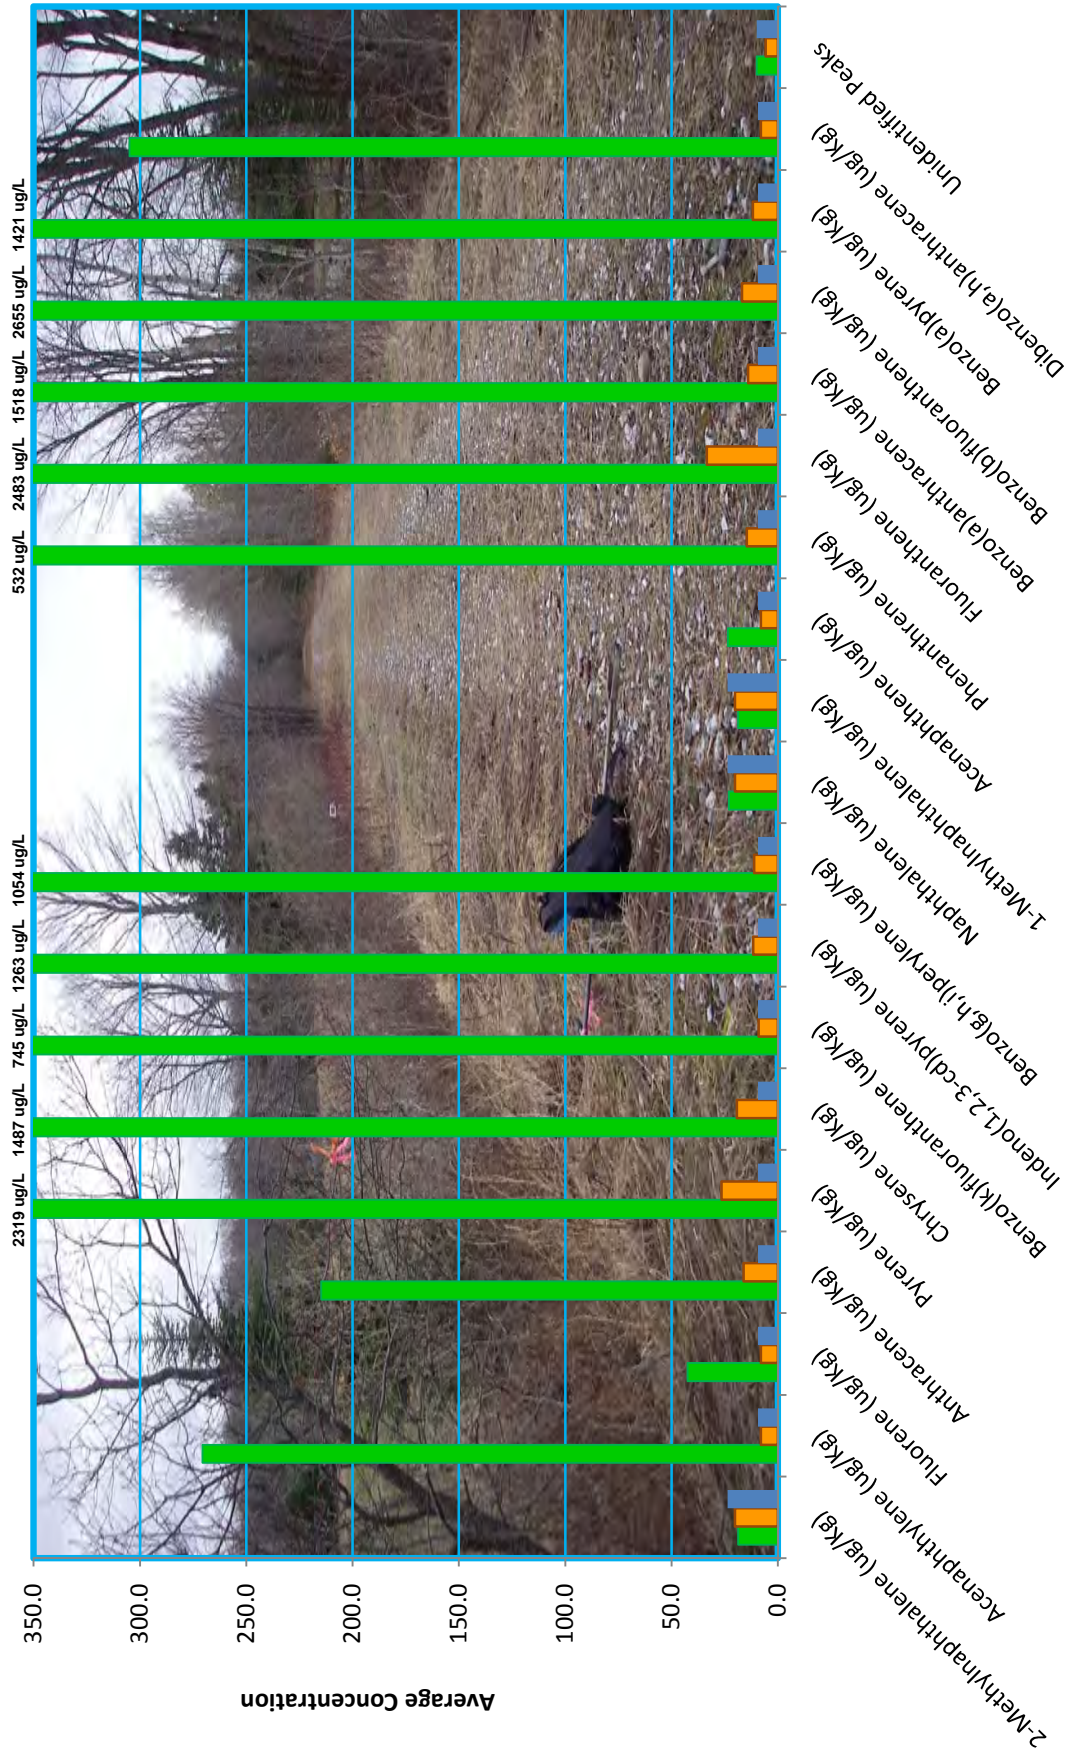 2319 ug/L
1487 ug/L
745 ug/L
1263 ug/L
1054 ug/L
532 ug/L
2483 ug/L
1518 ug/L
2655 ug/L
1421 ug/L
Average Concentration
350.0
300.0
250.0
200.0
150.0
100.0
50.0
0.0
2-Methylnaphthalene (ug/Kg)
Acenaphthylene (ug/Kg)
Fluorene (ug/Kg)
Anthracene (ug/Kg)
Pyrene (ug/Kg)
Chrysene (ug/Kg)
Benzo(k)fluoranthene (ug/Kg)
Indeno(1,2,3-cd)pyrene (ug/Kg)
Benzo(g,h,i)perylene (ug/Kg)
Naphthalene (ug/Kg)
1-Methylnaphthalene (ug/Kg)
Acenaphthene (ug/Kg)
Phenanthrene (ug/Kg)
Fluoranthene (ug/Kg)
Benzo(a)anthracene (ug/Kg)
Benzo(b)fluoranthene (ug/Kg)
Benzo(a)pyrene (ug/Kg)
Dibenzo(a,h)anthracene (ug/Kg)
Unidentified Peaks